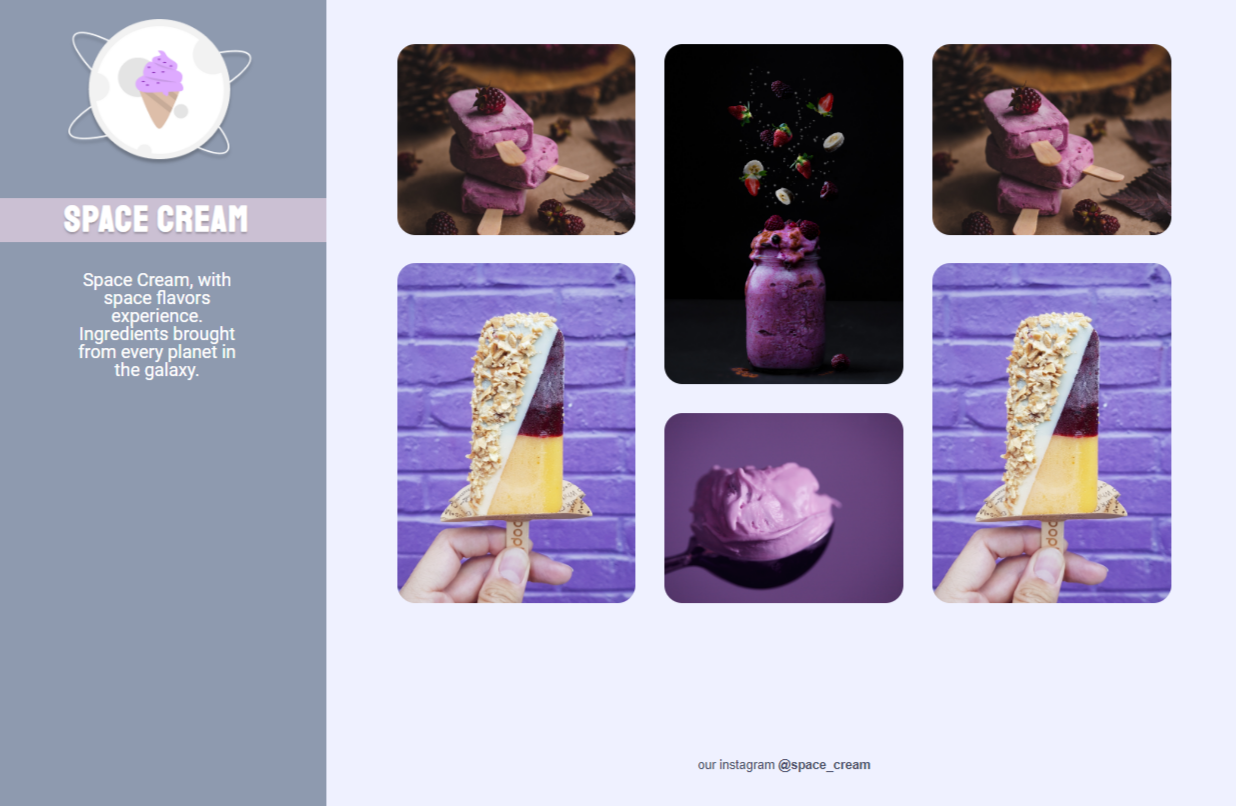 SPACE CREAM
Space Cream, with
space flavors
experience.
Ingredients brought
from every planet in
the galaxy.
our instagram @space_cream